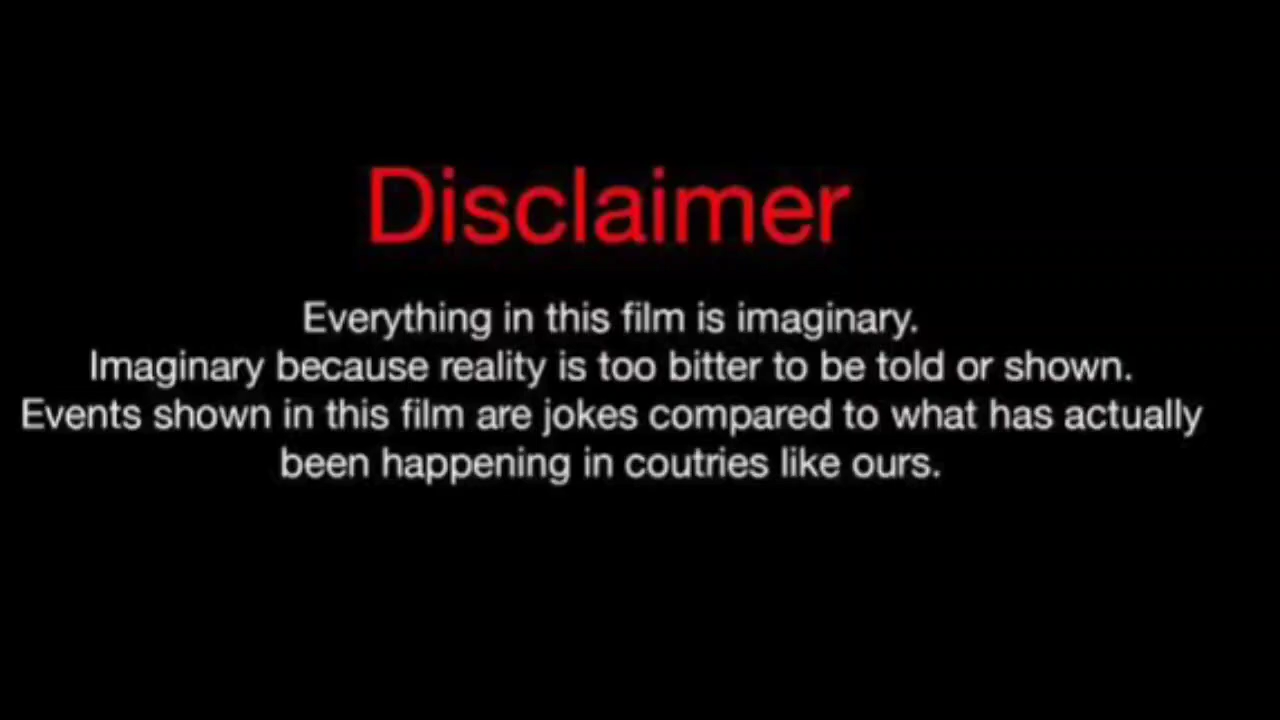 Disclaimer
Everything in this film is imaginary.
Imaginary because reality is too bitter to be told or shown.
Events shown in this film are jokes compared to what has actually
been happening in coutries like ours.